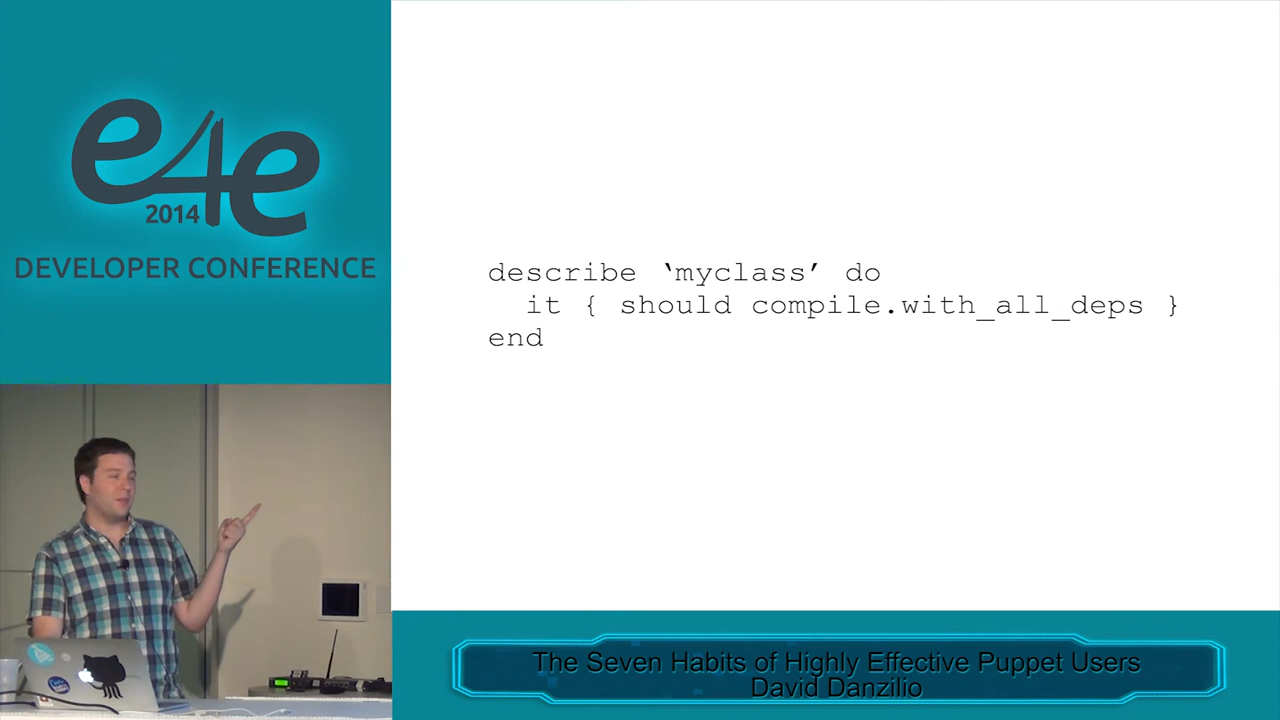 e4e
2014
DEVELOPER CONFERENCE
describe ‘myclass’ do
  it { should compile.with_all_deps }
end
The Seven Habits of Highly Effective Puppet Users
David Danzilio